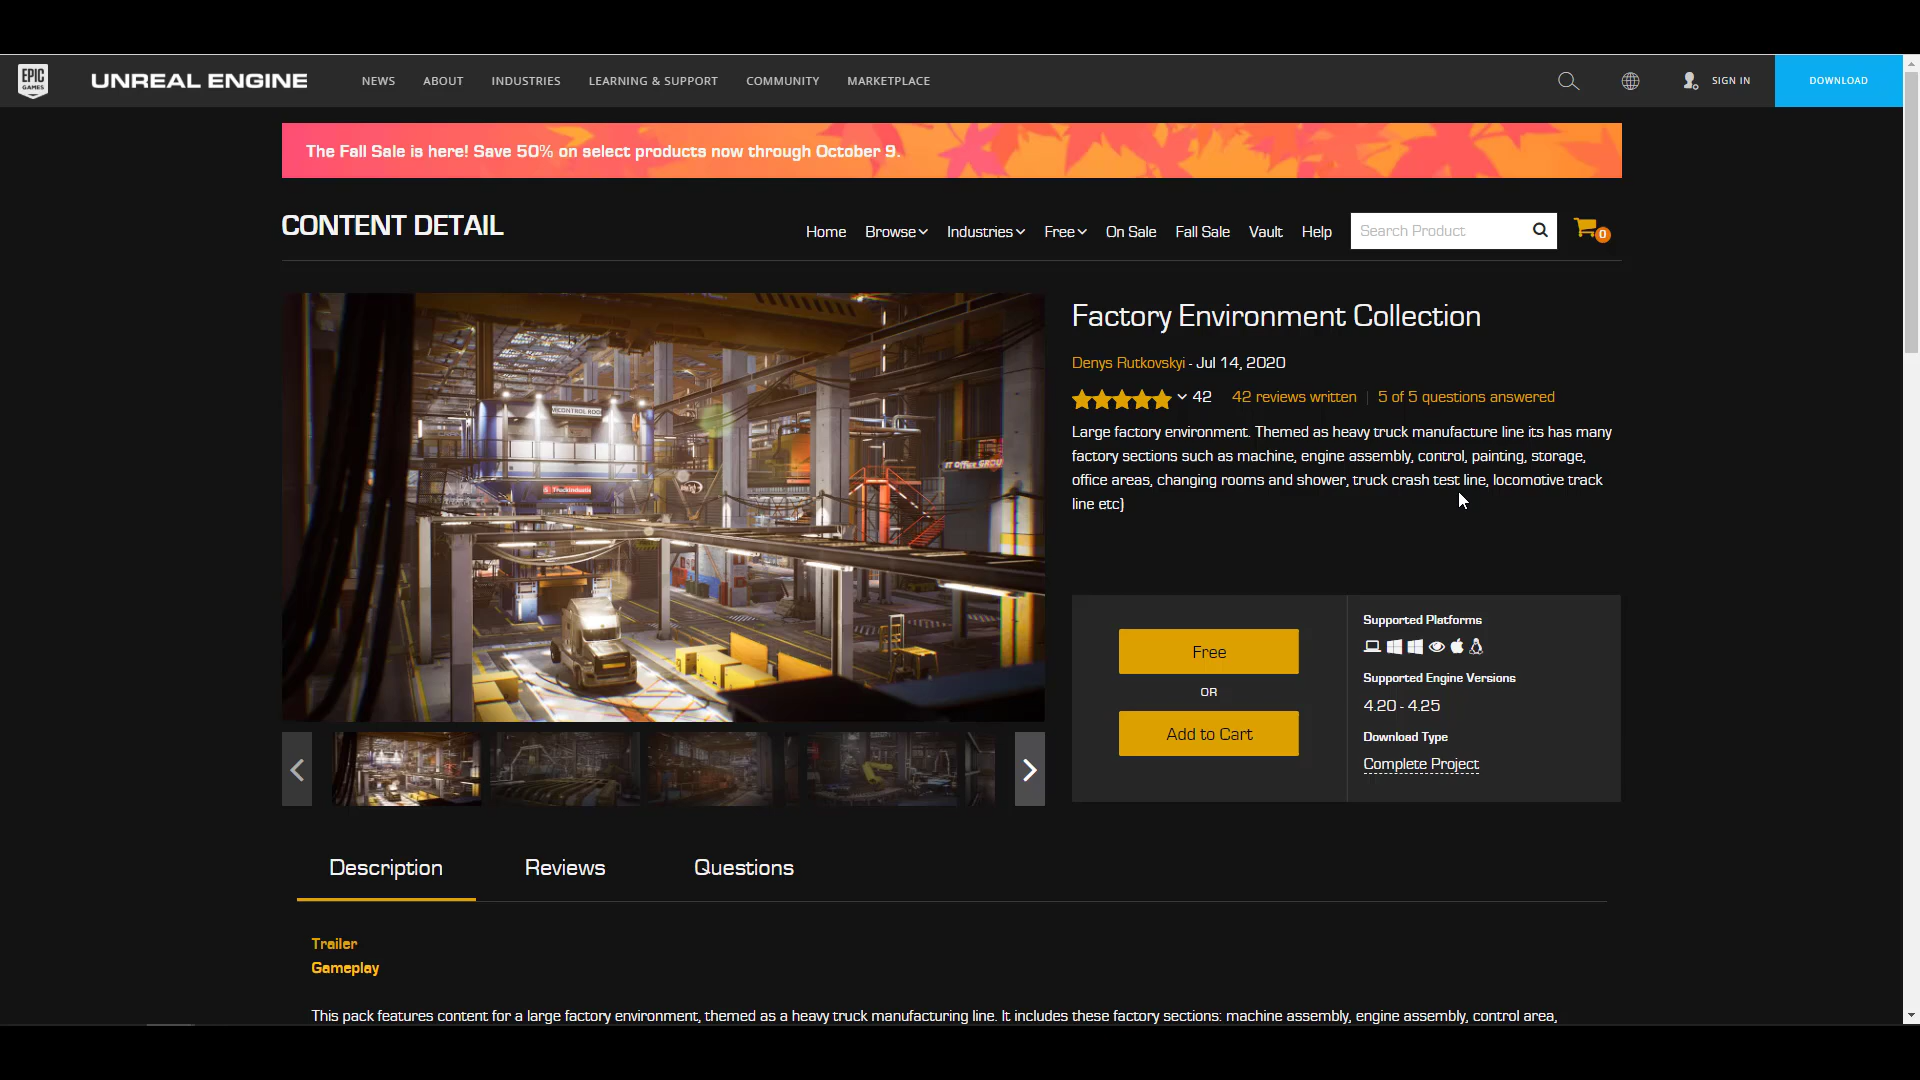 EPIC GAMES
UNREAL ENGINE
NEWS ABOUT INDUSTRIES LEARNING & SUPPORT COMMUNITY MARKETPLACE
SIGN IN
DOWNLOAD
The Fall Sale is here! Save 50% on select products now through October 9.
CONTENT DETAIL
Home Browse Industries Free On Sale Fall Sale Vault Help
Search Product
0
Factory Environment Collection
Denys Rutkovskyi - Jul 14, 2020
42 42 reviews written | 5 of 5 questions answered
Large factory environment. Themed as heavy truck manufacture line its has many
factory sections such as machine, engine assembly, control, painting, storage,
office areas, changing rooms and shower, truck crash test line, locomotive track
line etc)
Free
OR
Add to Cart
Supported Platforms
Supported Engine Versions
4.20 - 4.25
Download Type
Complete Project
Description Reviews Questions
Trailer
Gameplay
This pack features content for a large factory environment, themed as a heavy truck manufacturing line. It includes these factory sections: machine assembly, engine assembly, control area,